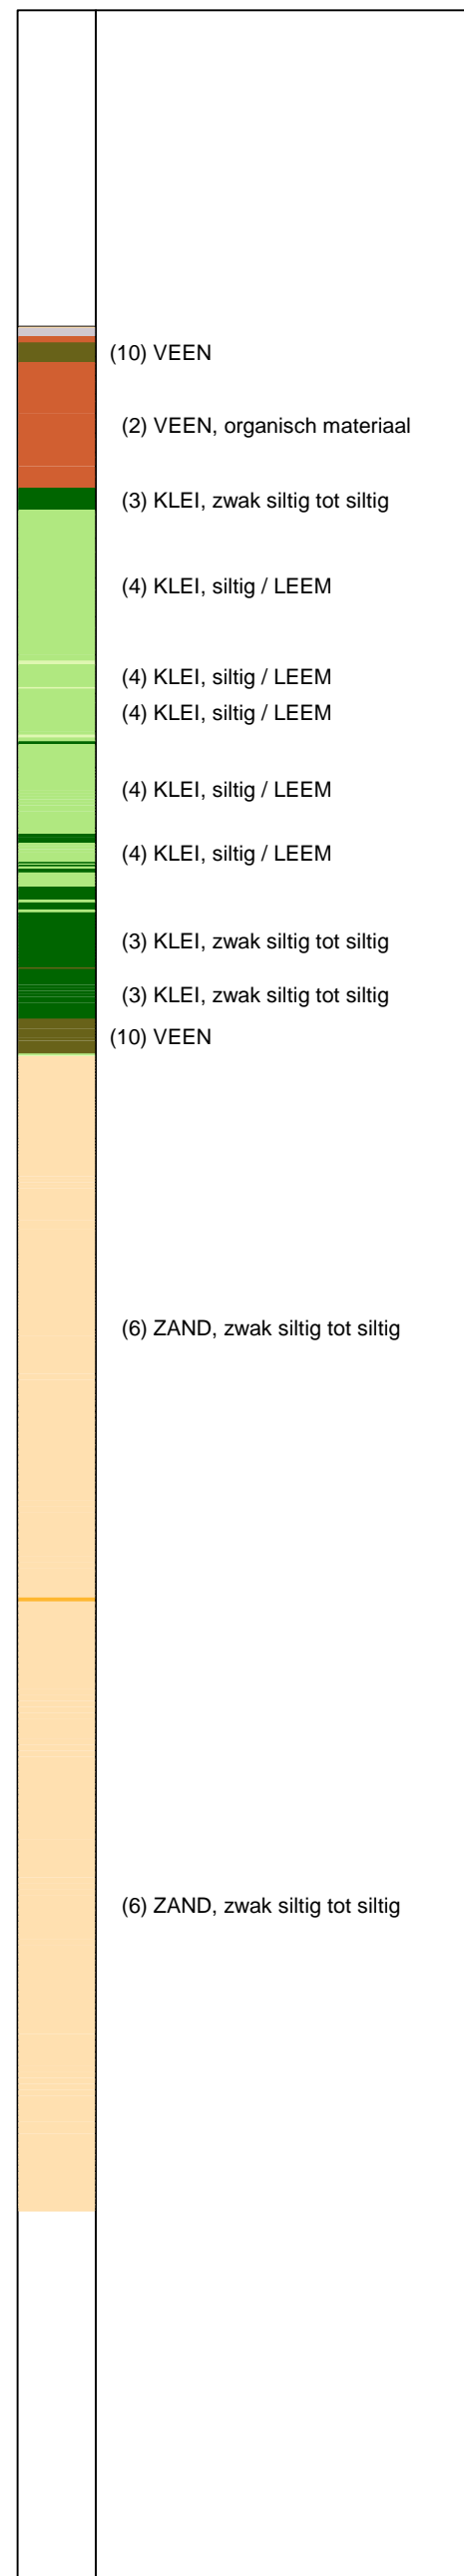 (10) VEEN
(2) VEEN, organisch materiaal
(3) KLEI, zwak siltig tot siltig
(4) KLEI, siltig / LEEM
(4) KLEI, siltig / LEEM
(4) KLEI, siltig / LEEM
(4) KLEI, siltig / LEEM
(4) KLEI, siltig / LEEM
(3) KLEI, zwak siltig tot siltig
(3) KLEI, zwak siltig tot siltig
(10) VEEN
(6) ZAND, zwak siltig tot siltig
(6) ZAND, zwak siltig tot siltig